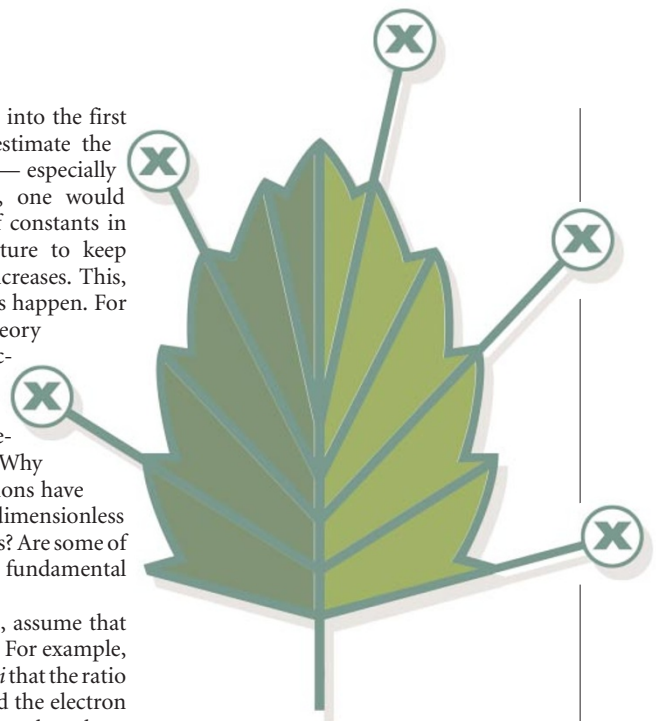 into the first
estimate the
— especially
, one would
f constants in
ture to keep
creases. This,
s happen. For
eory
c-
e-
Why
ions have
dimensionless
s? Are some of
fundamental
, assume that
For example,
i that the ratio
d the electron
X
X
X
X
X